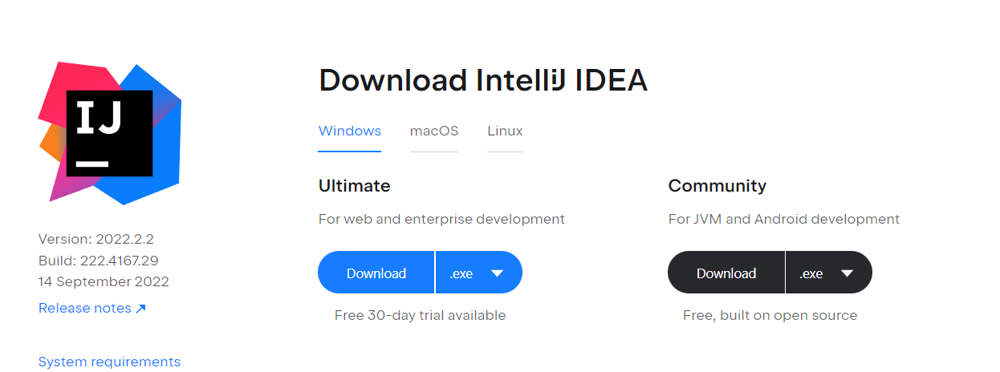 IJ
Version: 2022.2.2
Build: 222.4167.29
14 September 2022
Release notes ↗
System requirements
Download IntelliJ IDEA
Windows macOS Linux
Ultimate
For web and enterprise development
Download .exe
Free 30-day trial available
Community
For JVM and Android development
Download .exe
Free, built on open source